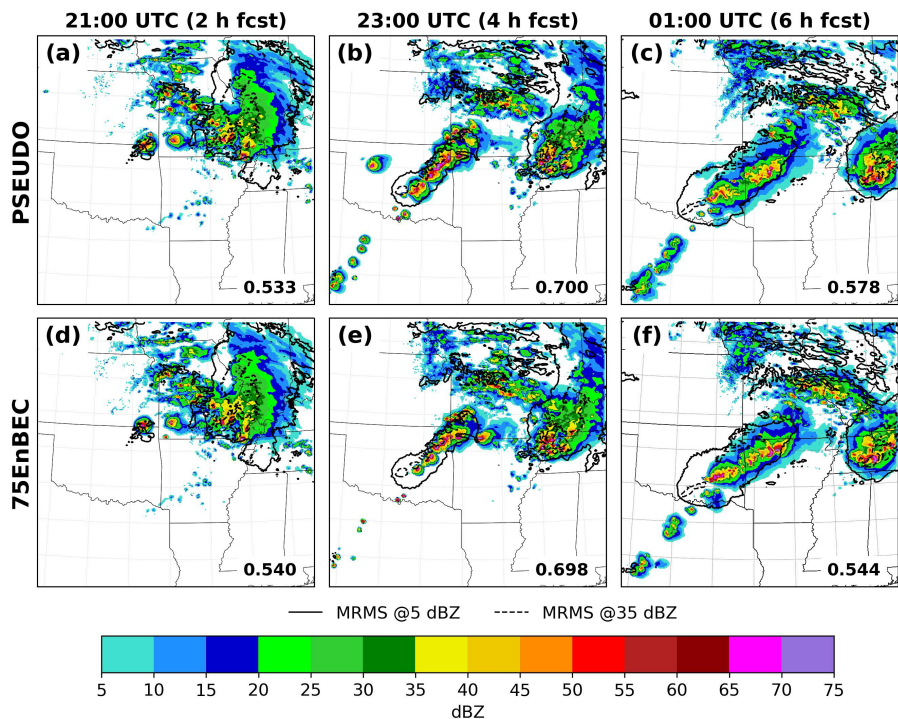 21:00 UTC (2 h fcst) 23:00 UTC (4 h fcst) 01:00 UTC (6 h fcst)
PSEUDO
(a) (b) (c)
0.533 0.700 0.578
75EnBEC
(d) (e) (f)
0.540 0.698 0.544
MRMS @5 dBZ MRMS @35 dBZ
5 10 15 20 25 30 35 40 45 50 55 60 65 70 75
dBZ